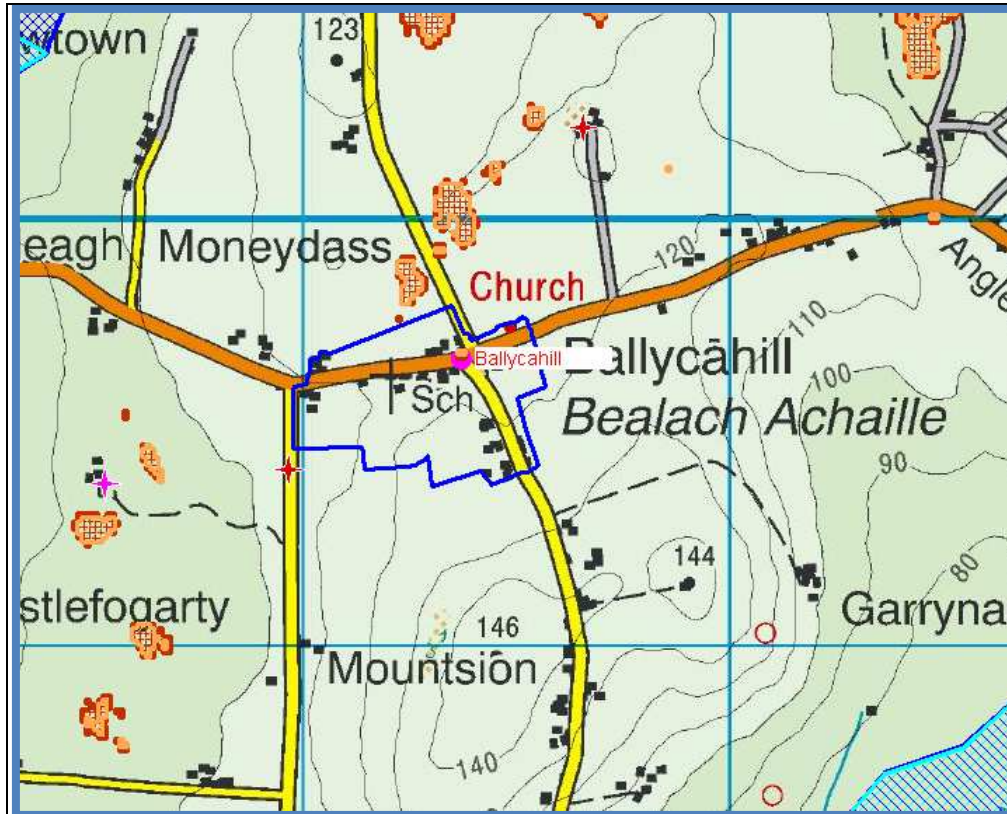 wtown
123
eagh
Moneydass
120
Angle
Church
110
Ballycahill
Ballycahill
100
Sch
Bealach Achaille
90
144
80
stlefogarty
146
Garryna
Mountsion
140